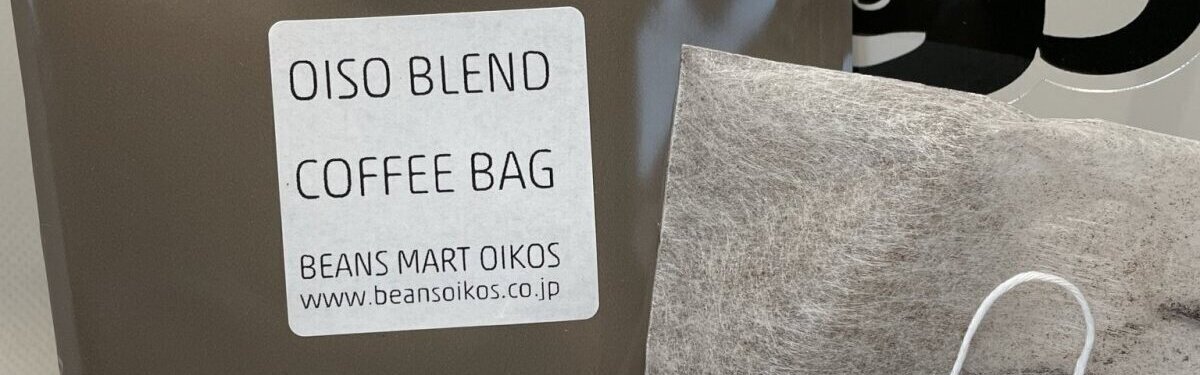 OISO BLEND
COFFEE BAG
BEANS MART OIKOS
www.beansoikos.co.jp